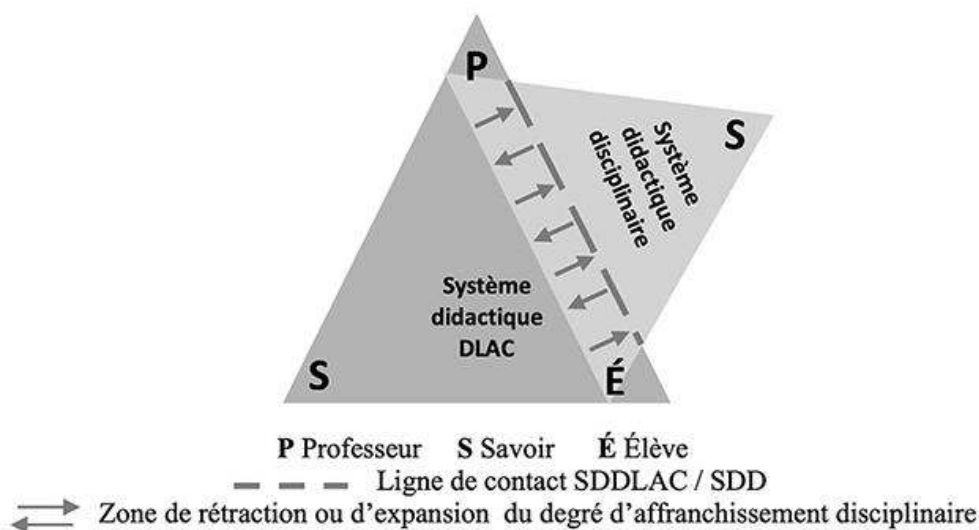 P
S
Système
didactique
disciplinaire
Système
didactique
DLAC
S
É
P Professeur S Savoir É Élève
Ligne de contact SDDLAC / SDD
Zone de rétraction ou d'expansion du degré d'affranchissement disciplinaire